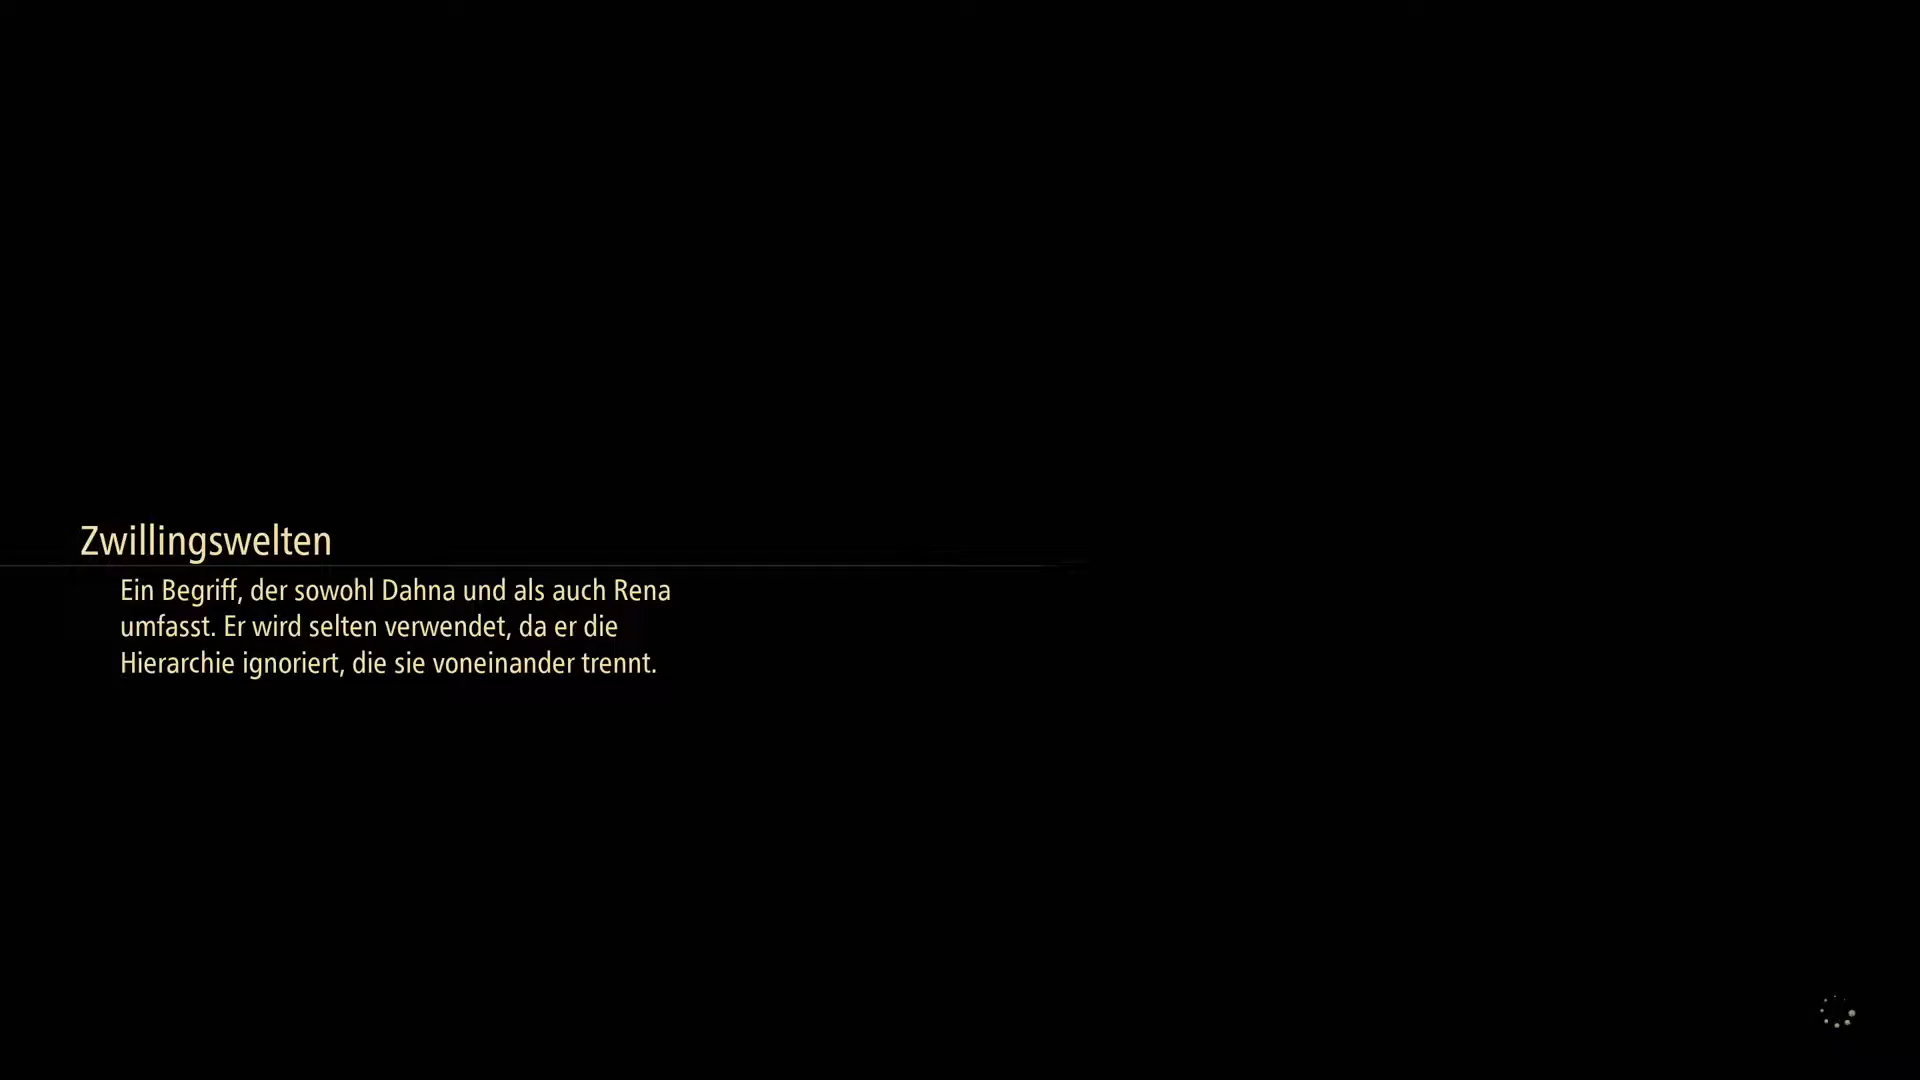 Zwillingswelten
Ein Begriff, der sowohl Dahna und als auch Rena
umfasst. Er wird selten verwendet, da er die
Hierarchie ignoriert, die sie voneinander trennt.